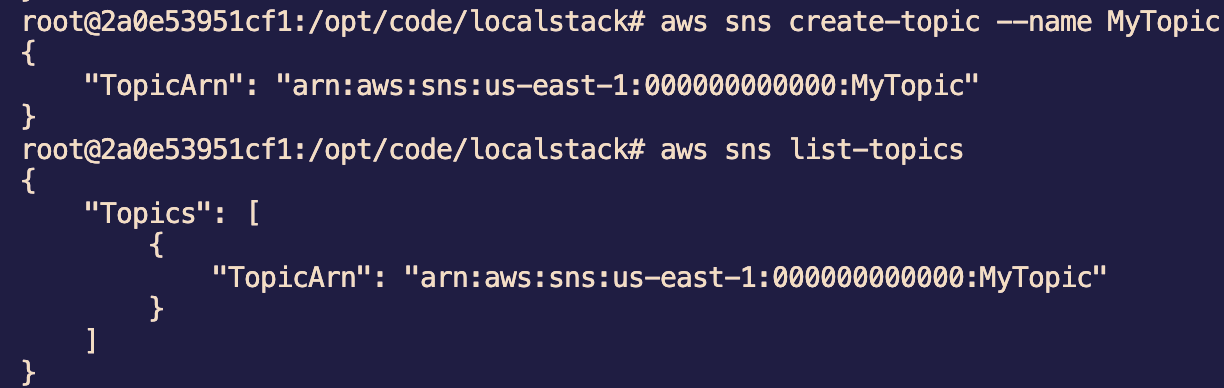 root@2a0e53951cf1:/opt/code/localstack# aws sns create-topic --name MyTopic
{
    "TopicArn": "arn:aws:sns:us-east-1:000000000000:MyTopic"
}
root@2a0e53951cf1:/opt/code/localstack# aws sns list-topics
{
    "Topics": [
        {
            "TopicArn": "arn:aws:sns:us-east-1:000000000000:MyTopic"
        }
    ]
}